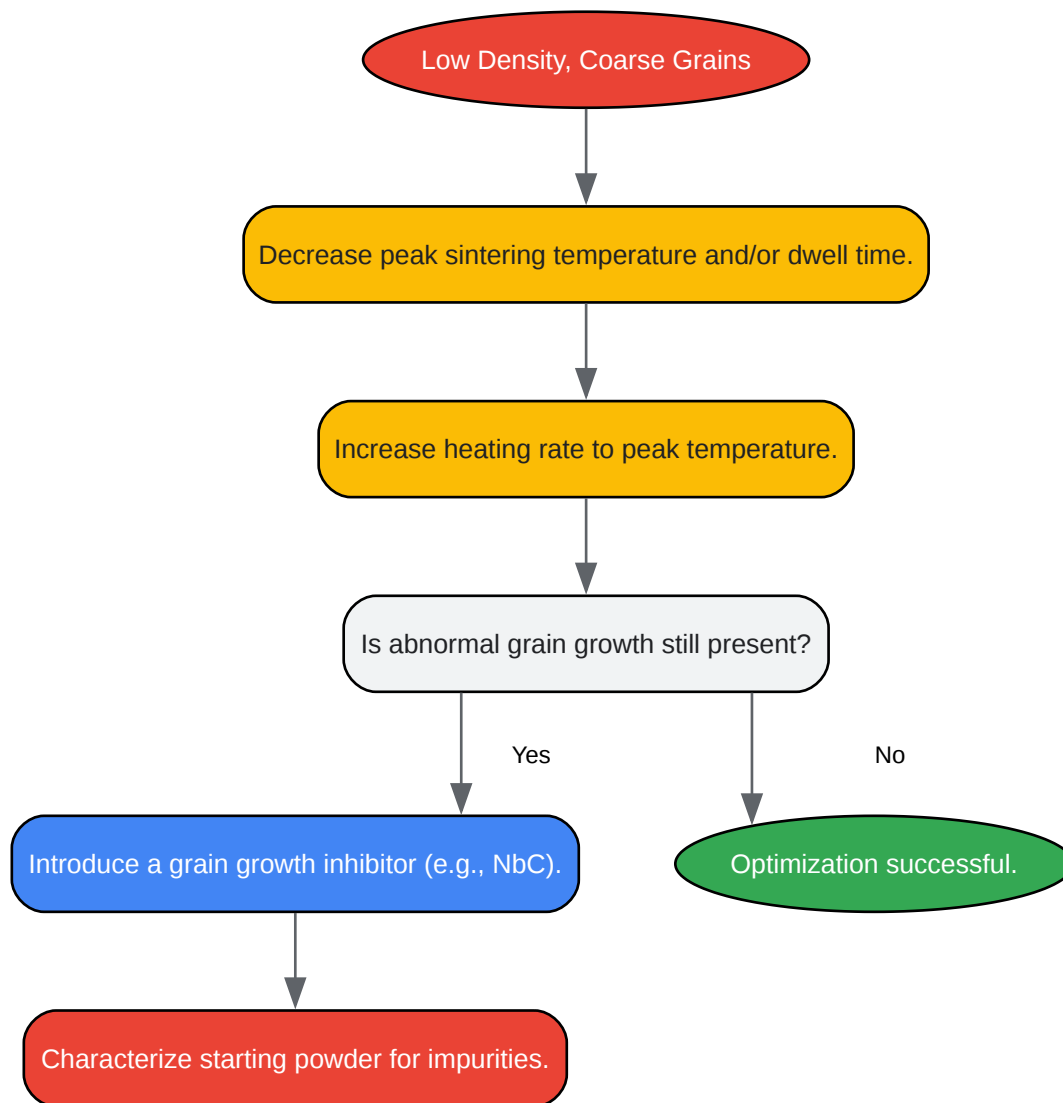 Low Density, Coarse Grains
Decrease peak sintering temperature and/or dwell time.
Increase heating rate to peak temperature.
Is abnormal grain growth still present?
Yes
No
Introduce a grain growth inhibitor (e.g., NbC).
Optimization successful.
Characterize starting powder for impurities.